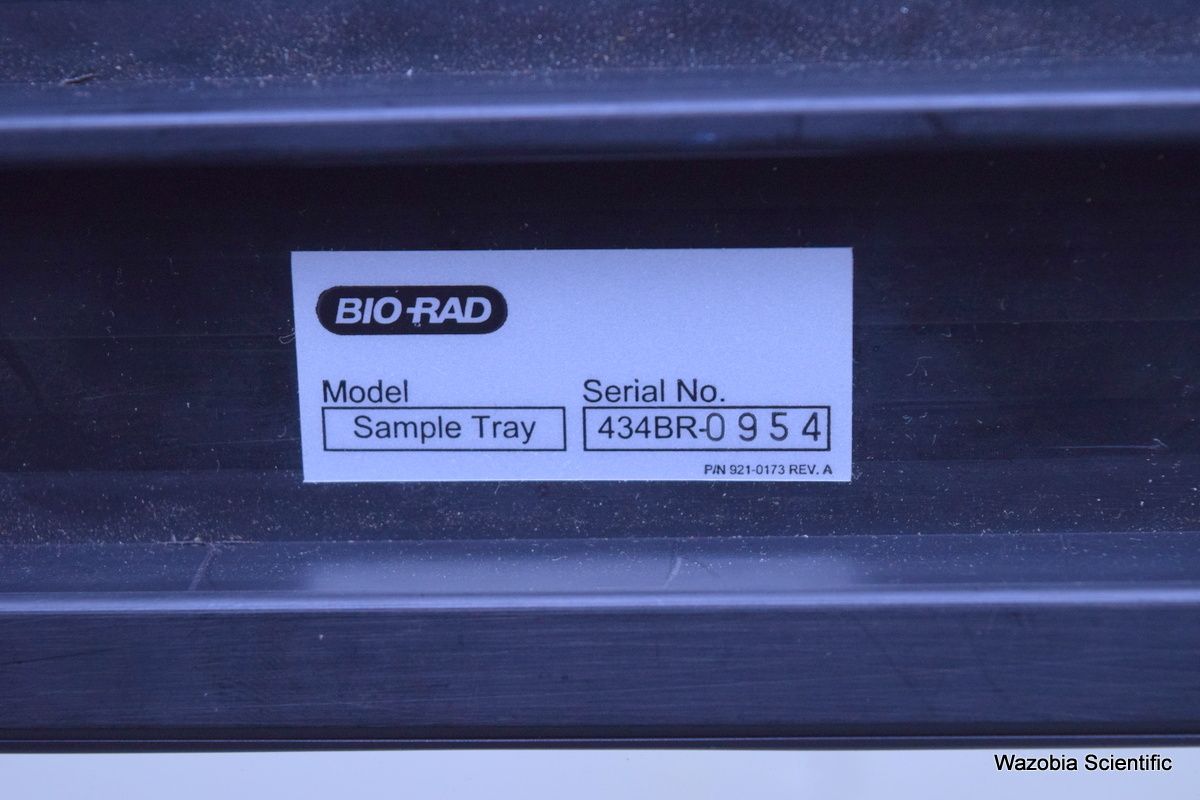 BIO-RAD
Model
Sample Tray
Serial No.
434BR-0954
P/N 921-0173 REV. A
Wazobia Scientific